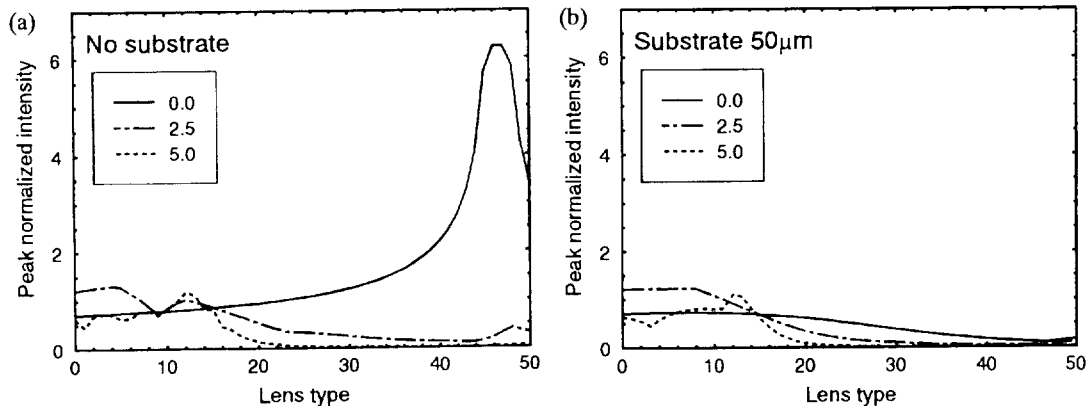 (a)
No substrate
0.0
2.5
5.0
Peak normalized intensity
6
4
2
0
0 10 20 30 40 50
Lens type
(b)
Substrate 50μm
0.0
2.5
5.0
Peak normalized intensity
6
4
2
0
0 10 20 30 40 50
Lens type